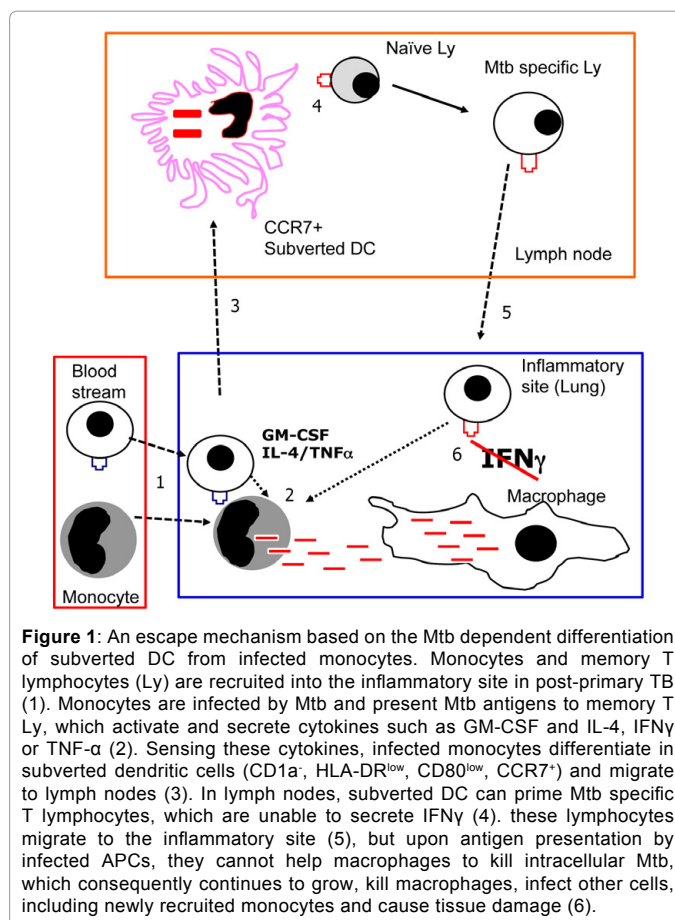 Naïve Ly
Mtb specific Ly
4
CCR7+
Subverted DC
Lymph node
3
5
Blood
stream
Inflammatory
site (Lung)
GM-CSF
IL-4/TNFα
6
IFNγ
1
2
Macrophage
Monocyte
Figure 1: An escape mechanism based on the Mtb dependent differentiation
of subverted DC from infected monocytes. Monocytes and memory T
lymphocytes (Ly) are recruited into the inflammatory site in post-primary TB
(1). Monocytes are infected by Mtb and present Mtb antigens to memory T
Ly, which activate and secrete cytokines such as GM-CSF and IL-4, IFNγ
or TNF-α (2). Sensing these cytokines, infected monocytes differentiate in
subverted dendritic cells (CD1a⁻, HLA-DRˡᵒʷ, CD80ˡᵒʷ, CCR7⁺) and migrate
to lymph nodes (3). In lymph nodes, subverted DC can prime Mtb specific
T lymphocytes, which are unable to secrete IFNγ (4). these lymphocytes
migrate to the inflammatory site (5), but upon antigen presentation by
infected APCs, they cannot help macrophages to kill intracellular Mtb,
which consequently continues to grow, kill macrophages, infect other cells,
including newly recruited monocytes and cause tissue damage (6).